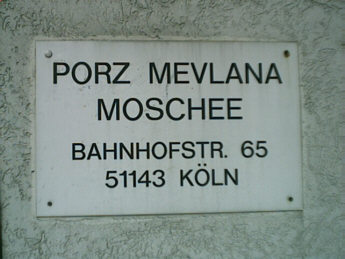 PORZ MEVLANA
MOSCHEE
BAHNHOFSTR. 65
51143 KÖLN